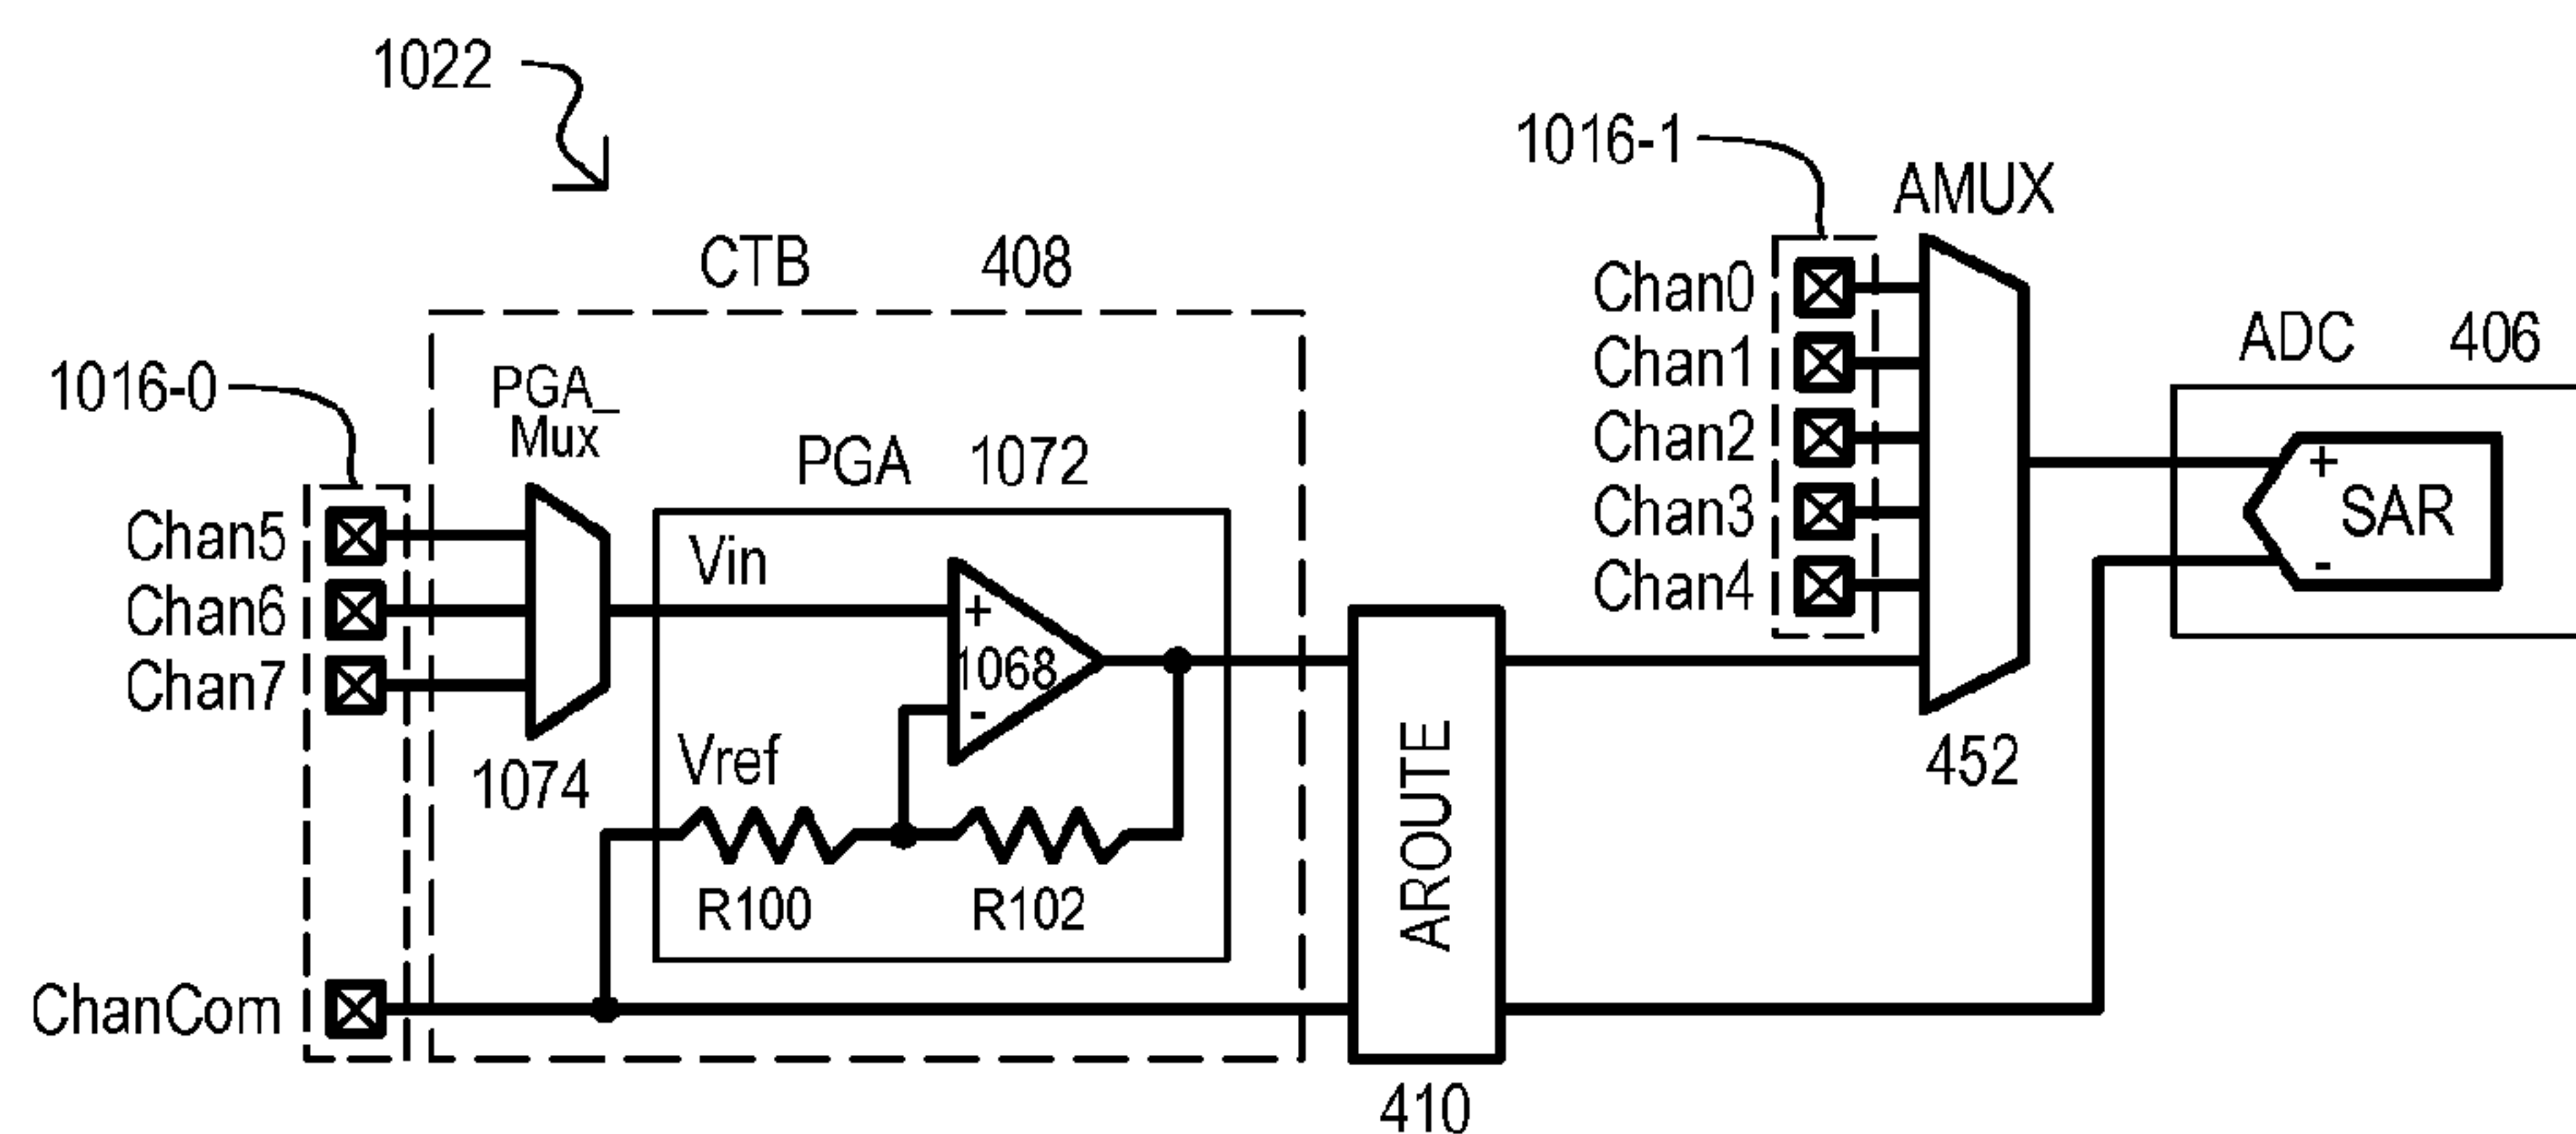 1022
1016-1
AMUX
CTB 408
Chan0
Chan1
Chan2
Chan3
Chan4
ADC 406
+
SAR
-
1016-0
PGA_
Mux
PGA 1072
Chan5
Chan6
Chan7
Vin
+
1068
-
Vref
1074
R100
R102
AROUTE
452
ChanCom
410